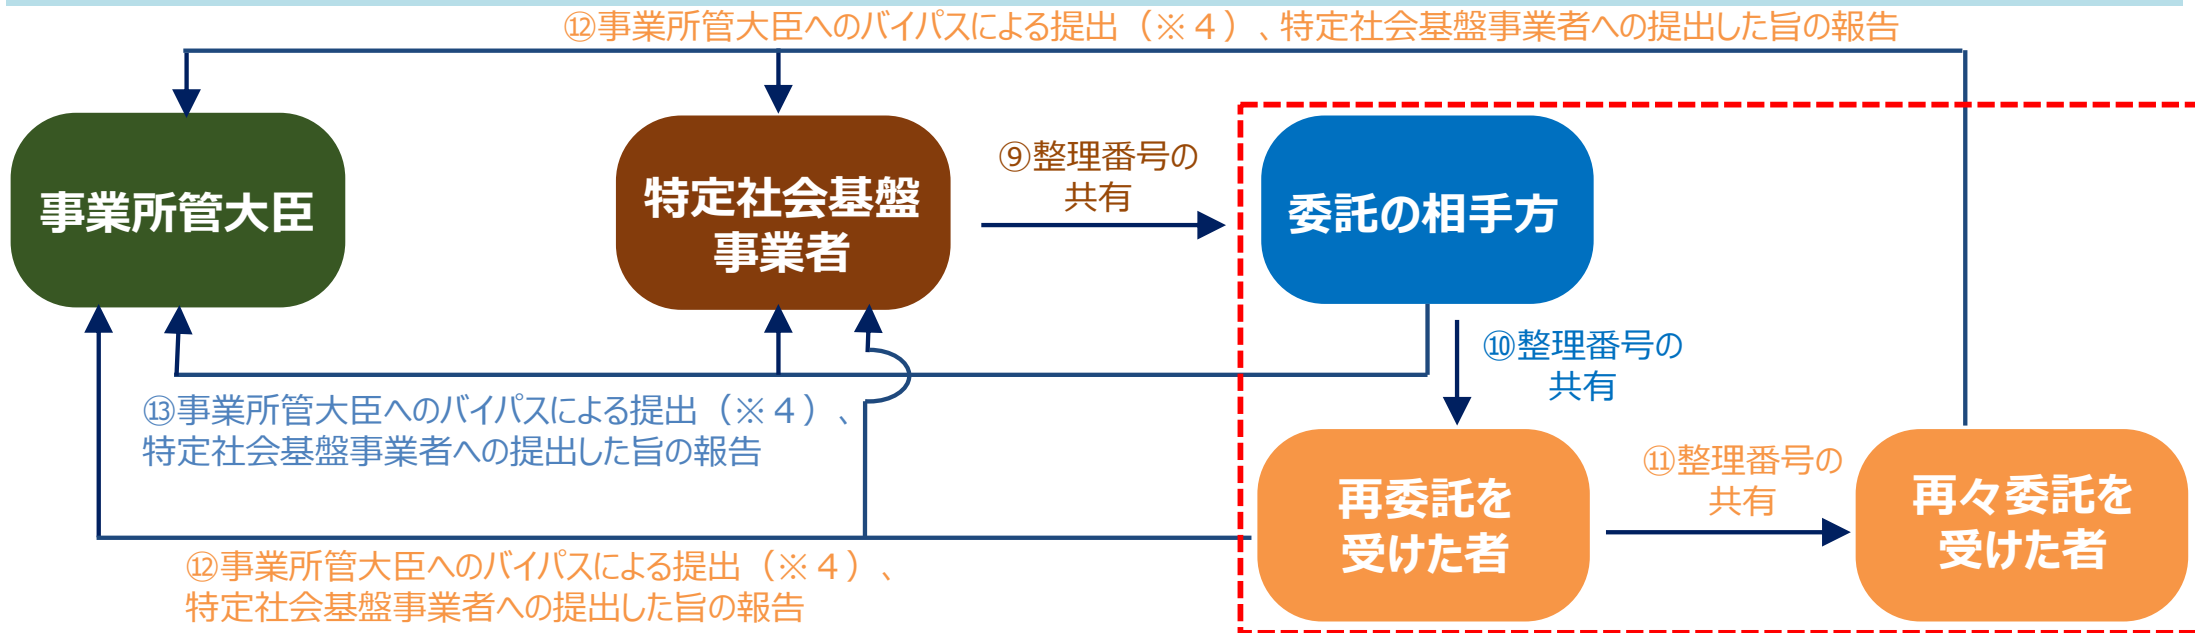 ⑫事業所管大臣へのバイパスによる提出（※４）、特定社会基盤事業者への提出した旨の報告
事業所管大臣
特定社会基盤
事業者
⑨整理番号の
共有
委託の相手方
⑩整理番号の
共有
⑬事業所管大臣へのバイパスによる提出（※４）、
特定社会基盤事業者への提出した旨の報告
再委託を
受けた者
⑪整理番号の
共有
再々委託を
受けた者
⑫事業所管大臣へのバイパスによる提出（※４）、
特定社会基盤事業者への提出した旨の報告